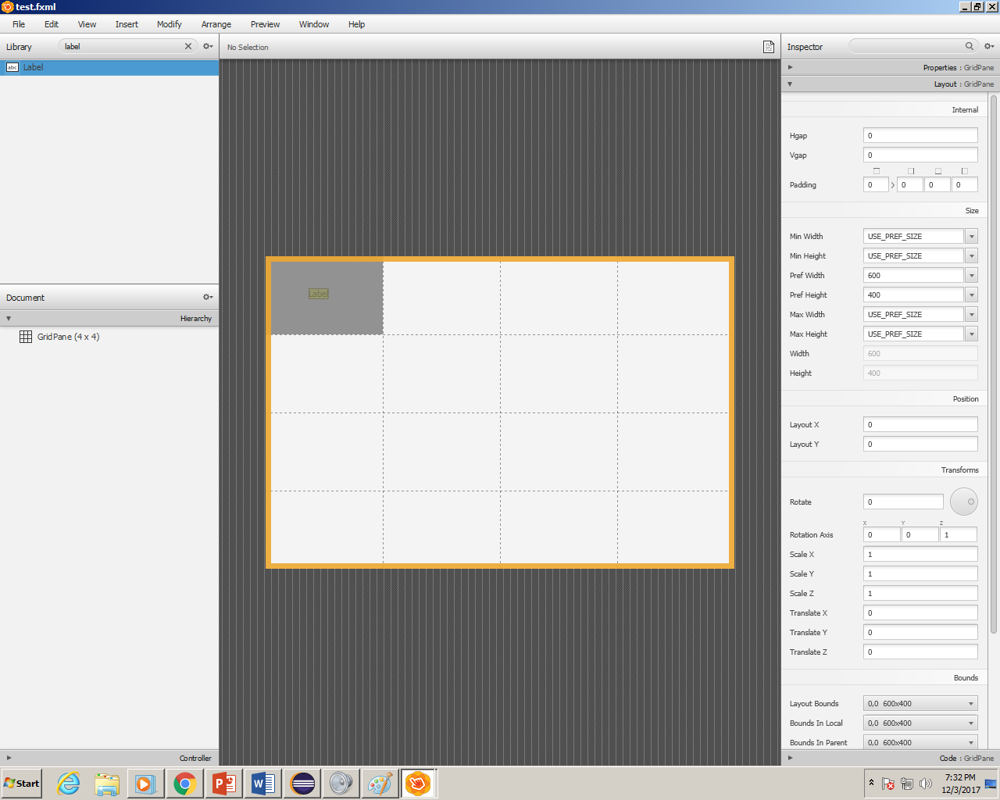 test.fxml
File Edit View Insert Modify Arrange Preview Window Help
Library
label
abc Label
Document
Hierarchy
GridPane (4 x 4)
Controller
No Selection
Label
Inspector
Properties : GridPane
Layout : GridPane
Internal
Hgap 0
Vgap 0
Padding 0 0 0 0
Size
Min Width USE_PREF_SIZE
Min Height USE_PREF_SIZE
Pref Width 600
Pref Height 400
Max Width USE_PREF_SIZE
Max Height USE_PREF_SIZE
Width 600
Height 400
Position
Layout X 0
Layout Y 0
Transforms
Rotate 0
X Y Z
Rotation Axis 0 0 1
Scale X 1
Scale Y 1
Scale Z 1
Translate X 0
Translate Y 0
Translate Z 0
Bounds
Layout Bounds 0,0 600x400
Bounds In Local 0,0 600x400
Bounds In Parent 0,0 600x400
Code : GridPane
Start
7:32 PM
12/3/2017